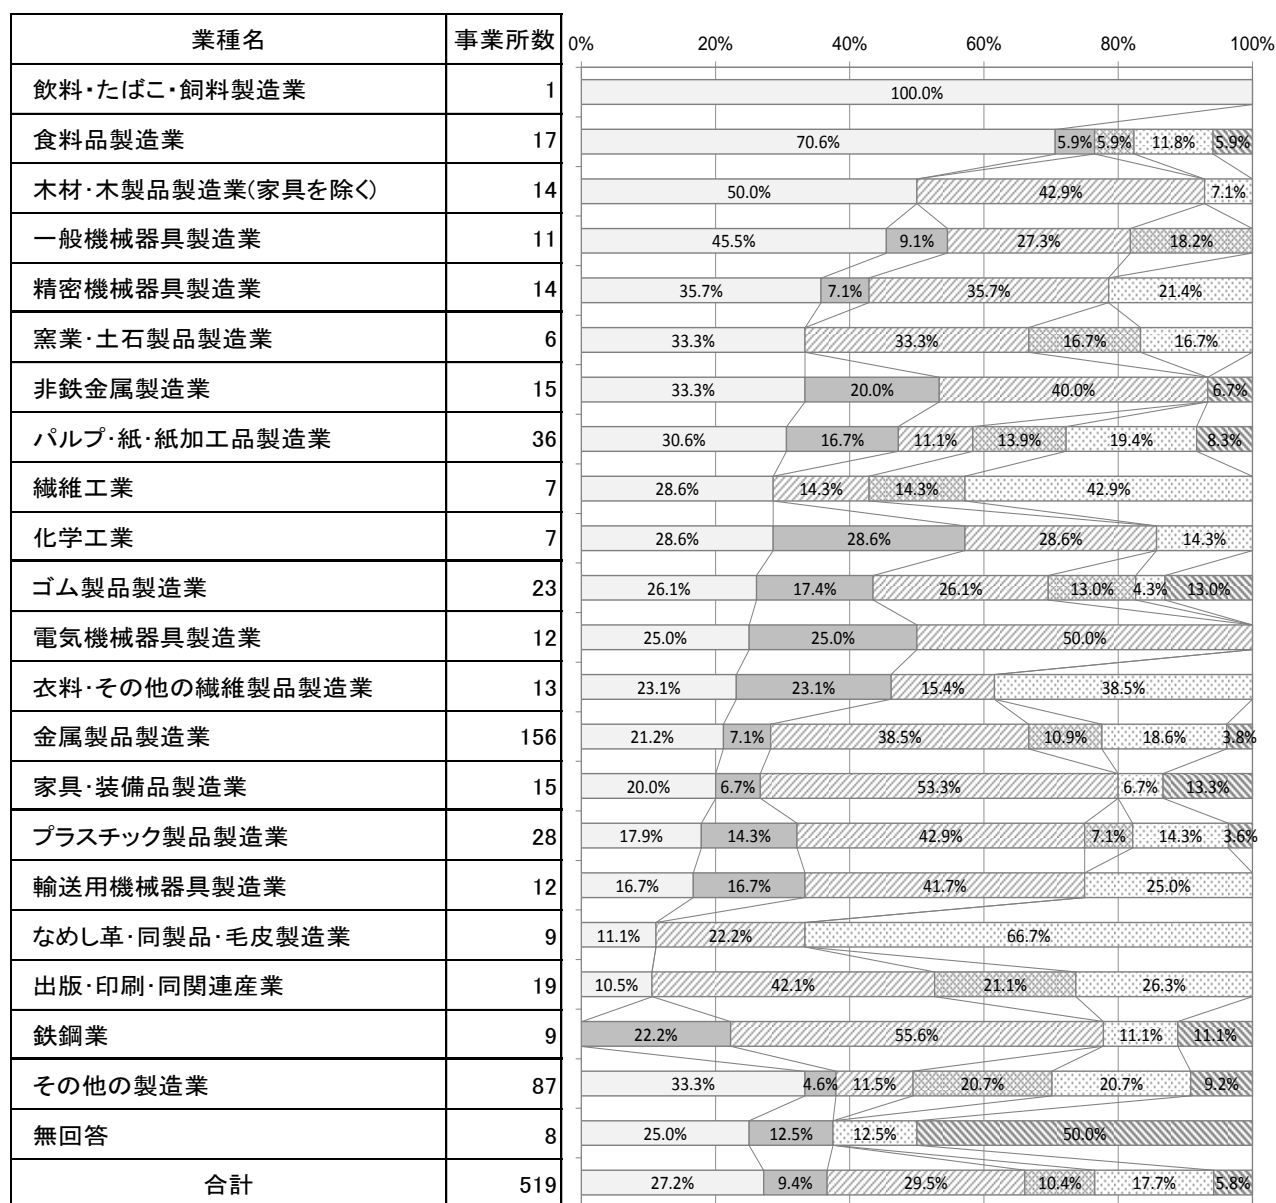 業種名 事業所数 0% 20% 40% 60% 80% 100%
飲料・たばこ・飼料製造業 1 100.0%
食料品製造業 17 70.6% 5.9% 5.9% 11.8% 5.9%
木材・木製品製造業(家具を除く) 14 50.0% 42.9% 7.1%
一般機械器具製造業 11 45.5% 9.1% 27.3% 18.2%
精密機械器具製造業 14 35.7% 7.1% 35.7% 21.4%
窯業・土石製品製造業 6 33.3% 33.3% 16.7% 16.7%
非鉄金属製造業 15 33.3% 20.0% 40.0% 6.7%
パルプ・紙・紙加工品製造業 36 30.6% 16.7% 11.1% 13.9% 19.4% 8.3%
繊維工業 7 28.6% 14.3% 14.3% 42.9%
化学工業 7 28.6% 28.6% 28.6% 14.3%
ゴム製品製造業 23 26.1% 17.4% 26.1% 13.0% 4.3% 13.0%
電気機械器具製造業 12 25.0% 25.0% 50.0%
衣料・その他の繊維製品製造業 13 23.1% 23.1% 15.4% 38.5%
金属製品製造業 156 21.2% 7.1% 38.5% 10.9% 18.6% 3.8%
家具・装備品製造業 15 20.0% 6.7% 53.3% 6.7% 13.3%
プラスチック製品製造業 28 17.9% 14.3% 42.9% 7.1% 14.3% 3.6%
輸送用機械器具製造業 12 16.7% 16.7% 41.7% 25.0%
なめし革・同製品・毛皮製造業 9 11.1% 22.2% 66.7%
出版・印刷・同関連産業 19 10.5% 42.1% 21.1% 26.3%
鉄鋼業 9 22.2% 55.6% 11.1% 11.1%
その他の製造業 87 33.3% 4.6% 11.5% 20.7% 20.7% 9.2%
無回答 8 25.0% 12.5% 12.5% 50.0%
合計 519 27.2% 9.4% 29.5% 10.4% 17.7% 5.8%